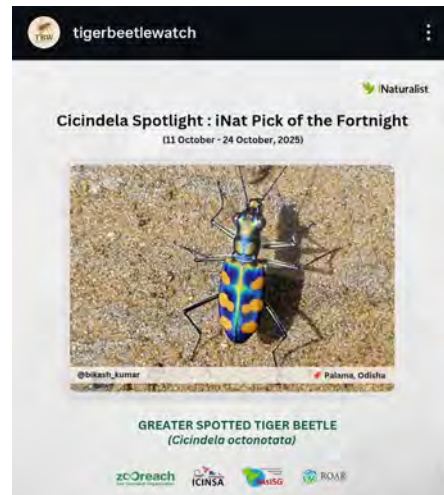 TBW
tigerbeetlewatch
iNaturalist
Cicindela Spotlight : iNat Pick of the Fortnight
(11 October - 24 October, 2025)
@bikash_kumar
Palama, Odisha
GREATER SPOTTED TIGER BEETLE
(Cicindela octonotata)
zooreach
ICINSA
ROAR